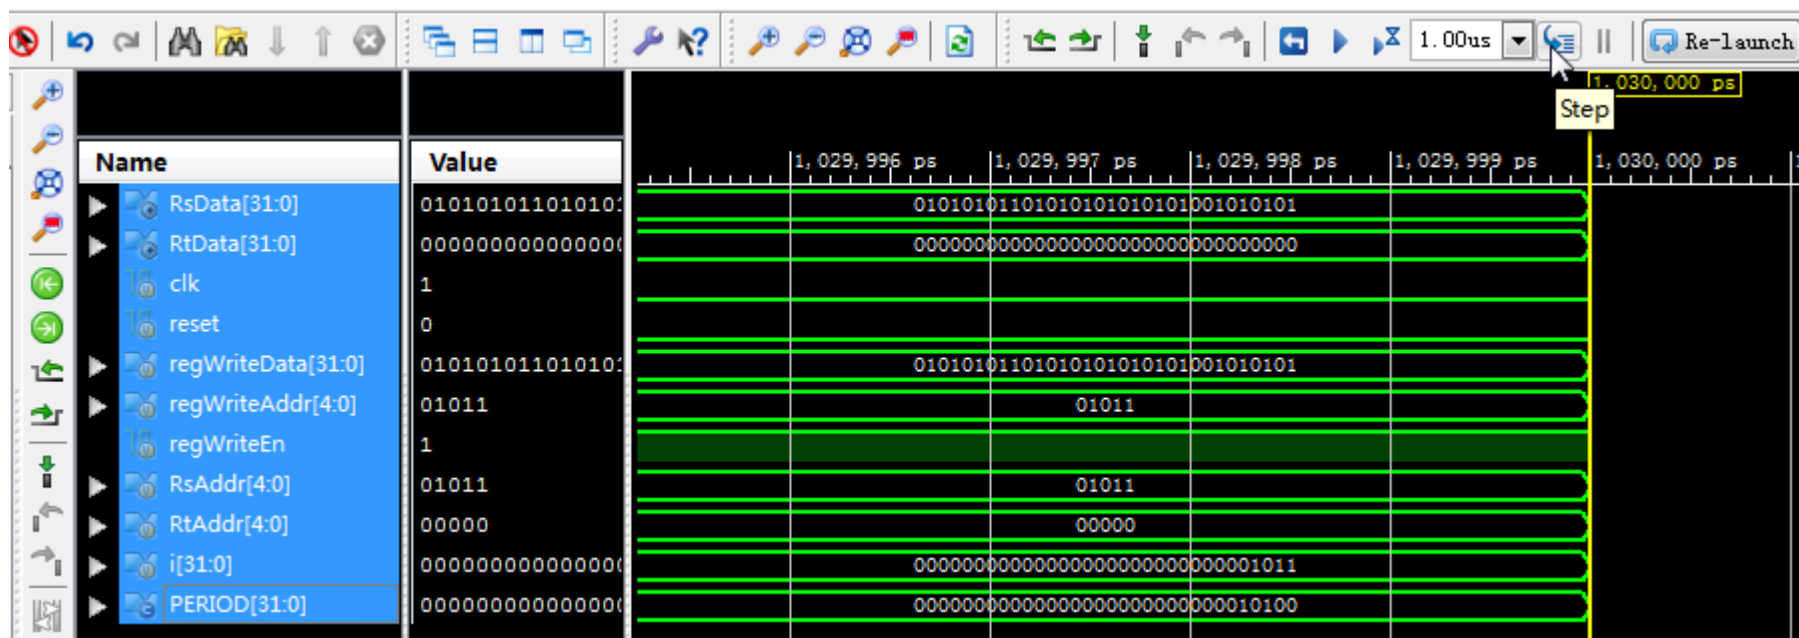 1.00us
Re-launch
1,030,000 ps
Step
Name
Value
1,029,996 ps
1,029,997 ps
1,029,998 ps
1,029,999 ps
1,030,000 ps
RsData[31:0]
010101011010101
01010101101010101010101001010101
RtData[31:0]
000000000000000
00000000000000000000000000000000
clk
1
reset
0
regWriteData[31:0]
010101011010101
01010101101010101010101001010101
regWriteAddr[4:0]
01011
01011
regWriteEn
1
RsAddr[4:0]
01011
01011
RtAddr[4:0]
00000
00000
i[31:0]
000000000000000
00000000000000000000000000001011
PERIOD[31:0]
000000000000000
00000000000000000000000000010100